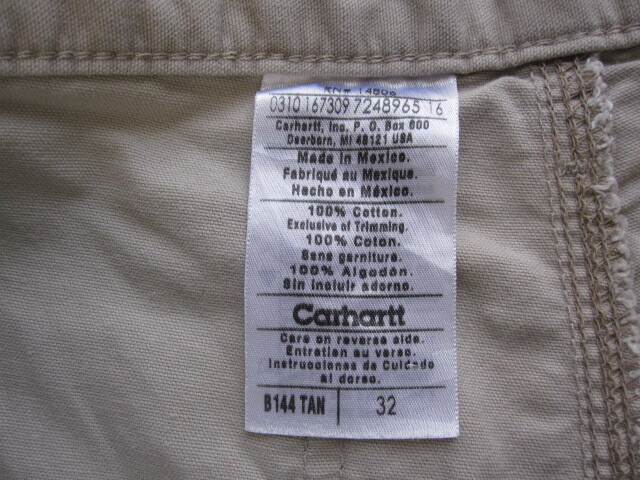 RN# 14806
0310 167309 7248965 16
Carhartt, Inc. P. O. Box 600
Dearborn, MI 48121 USA
Made in Mexico.
Fabriqué au Mexique.
Hecho en México.
100% Cotton.
Exclusive of Trimming.
100% Coton.
Sans garniture.
100% Algodón.
Sin incluir adorno.
Carhartt
Care on reverse side.
Entretien au verso.
Instrucciones de Cuidado
al dorso.
B144 TAN 32